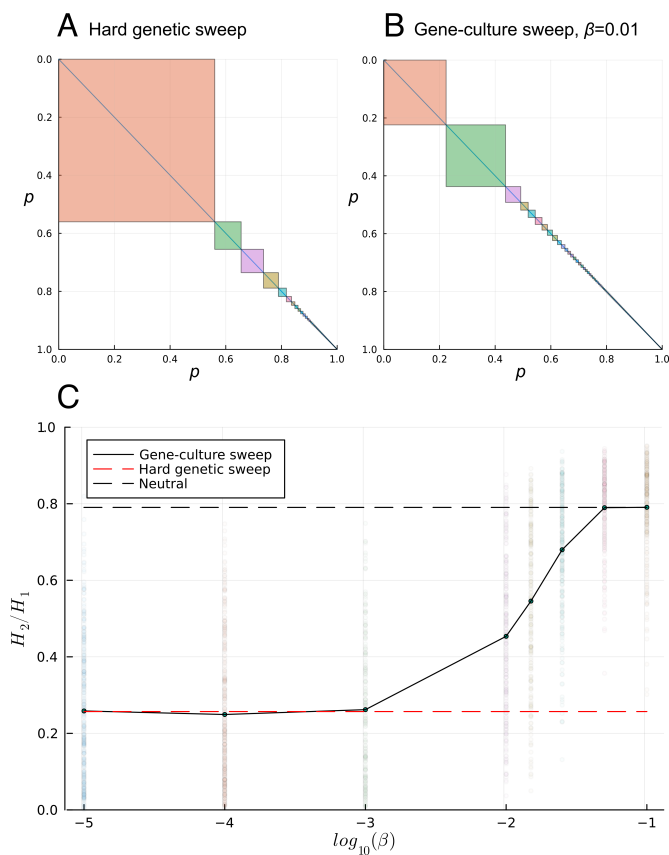 A Hard genetic sweep
B Gene-culture sweep, β=0.01
0.0
0.2
0.4
0.6
0.8
1.0
p
0.0 0.2 0.4 0.6 0.8 1.0
p
0.0
0.2
0.4
0.6
0.8
1.0
p
0.0 0.2 0.4 0.6 0.8 1.0
p
C
1.0
0.8
0.6
0.4
0.2
0.0
H2/H1
Gene-culture sweep
Hard genetic sweep
Neutral
−5 −4 −3 −2 −1
log10(β)